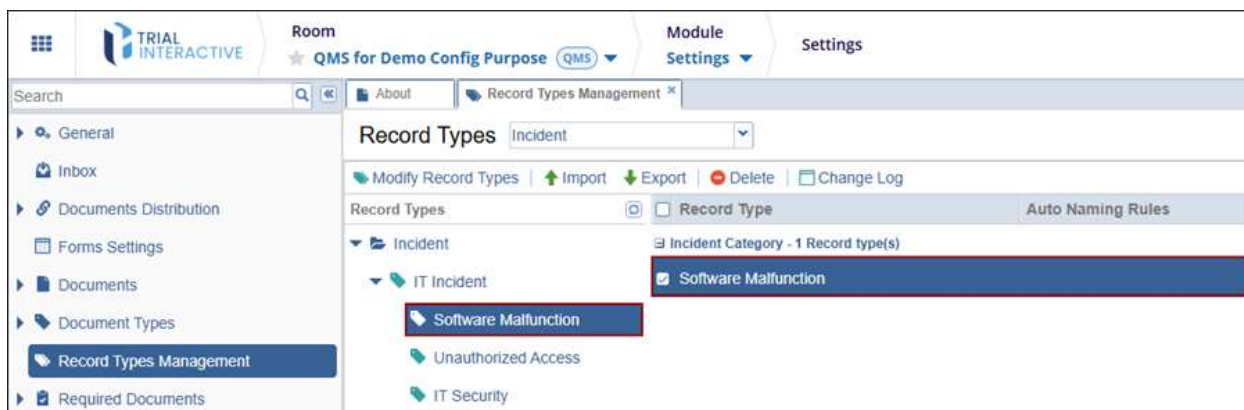 TRIAL
INTERACTIVE
Room
QMS for Demo Config Purpose QMS
Module
Settings
Settings
Search
About
Record Types Management
General
Inbox
Documents Distribution
Forms Settings
Documents
Document Types
Record Types Management
Required Documents
Record Types Incident
Modify Record Types Import Export Delete Change Log
Record Types
Incident
IT Incident
Software Malfunction
Unauthorized Access
IT Security
Record Type Auto Naming Rules
Incident Category - 1 Record type(s)
Software Malfunction